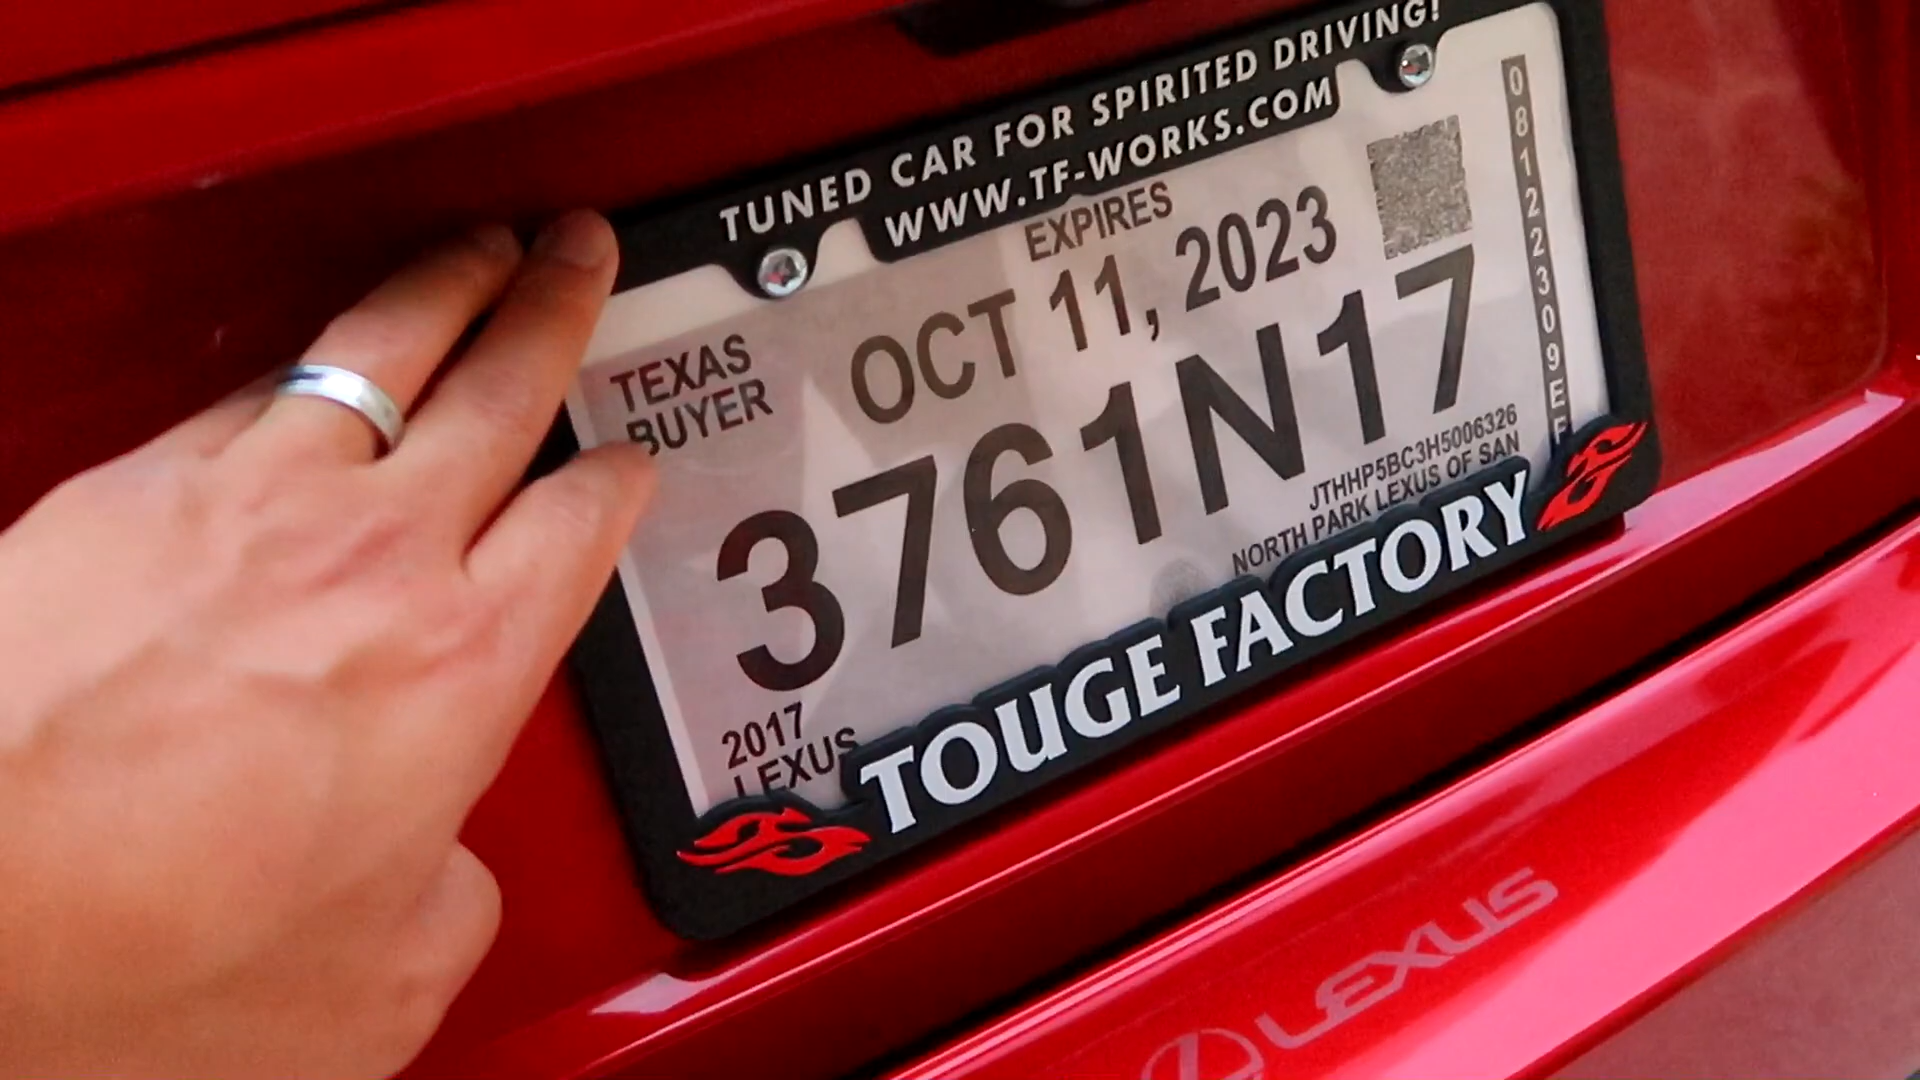 TUNED CAR FOR SPIRITED DRIVING!
WWW.TF-WORKS.COM
EXPIRES
OCT 11, 2023
TEXAS
BUYER
3761N17
08122309EF
JTHHP5BC3H5006326
NORTH PARK LEXUS OF SAN
2017
LEXUS
TOUGE FACTORY
LEXUS